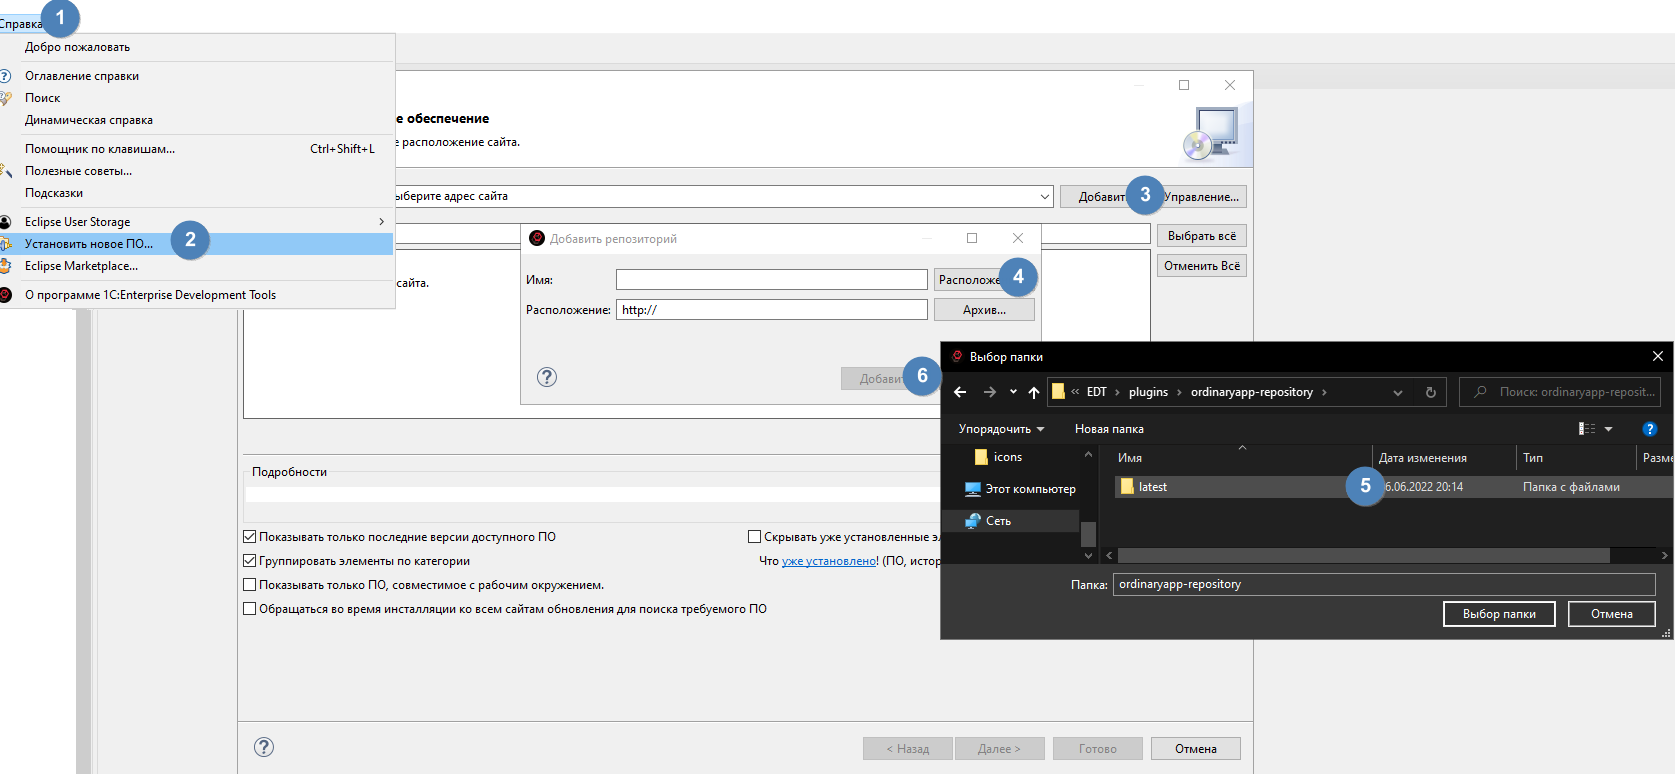 Справка
1
Добро пожаловать
Оглавление справки
Поиск
Динамическая справка
Помощник по клавишам... Ctrl+Shift+L
Полезные советы...
Подсказки
Eclipse User Storage
Установить новое ПО...
2
Eclipse Marketplace...
О программе 1C:Enterprise Development Tools
е обеспечение
е расположение сайта.
ыберите адрес сайта
Добавит
3
Управление...
Выбрать всё
Отменить Всё
сайта.
Добавить репозиторий
Имя:
Расположе
4
Расположение: http://
Архив...
Добавит
6
Выбор папки
« EDT › plugins › ordinaryapp-repository ›
Поиск: ordinaryapp-reposit...
Упорядочить
Новая папка
icons
Этот компьютер
Сеть
Имя
Дата изменения
Тип
Разме
latest
5
6.06.2022 20:14
Папка с файлами
Папка: ordinaryapp-repository
Выбор папки
Отмена
Подробности
Показывать только последние версии доступного ПО
Скрывать уже установленные эл
Группировать элементы по категории
Что уже установлено! (ПО, истор
Показывать только ПО, совместимое с рабочим окружением.
Обращаться во время инсталляции ко всем сайтам обновления для поиска требуемого ПО
< Назад
Далее >
Готово
Отмена